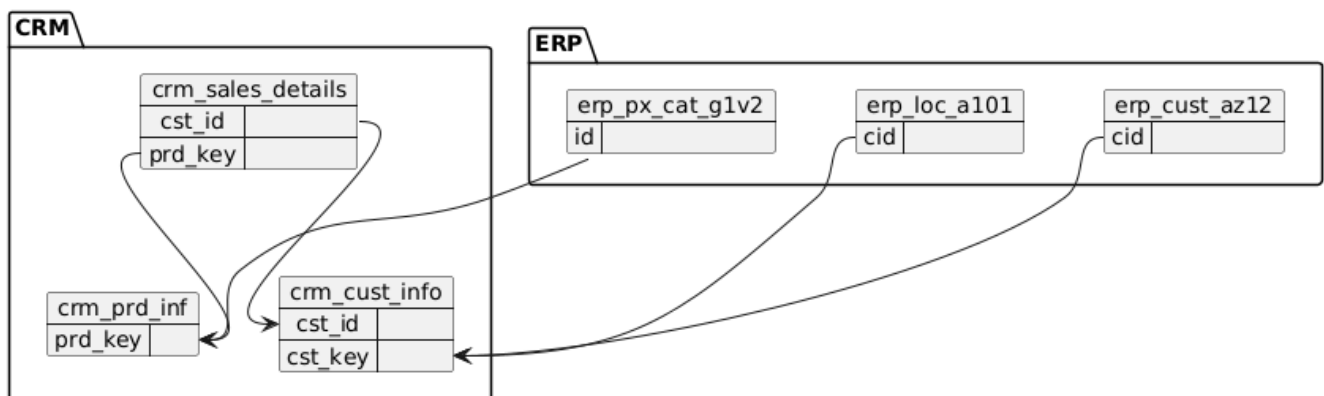 CRM
crm_sales_details
cst_id
prd_key
crm_prd_inf
prd_key
crm_cust_info
cst_id
cst_key
ERP
erp_px_cat_g1v2
id
erp_loc_a101
cid
erp_cust_az12
cid